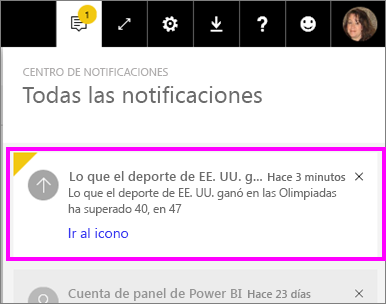 1
?
CENTRO DE NOTIFICACIONES
Todas las notificaciones
Lo que el deporte de EE. UU. g... Hace 3 minutos
Lo que el deporte de EE. UU. ganó en las Olimpiadas
ha superado 40, en 47
Ir al icono
Cuenta de panel de Power BI Hace 23 días